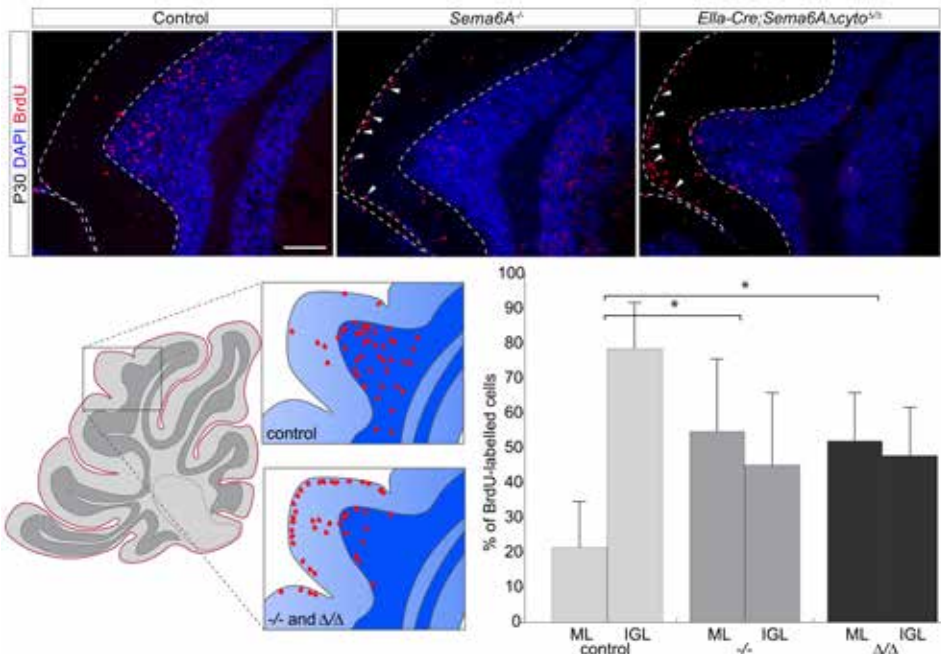 Control
Sema6A-/-
EIIa-Cre;Sema6AΔcytoΔ/Δ
P30 DAPI BrdU
control
-/- and Δ/Δ
% of BrdU-labelled cells
100
90
80
70
60
50
40
30
20
10
0
*
*
ML IGL ML IGL ML IGL
control -/- Δ/Δ